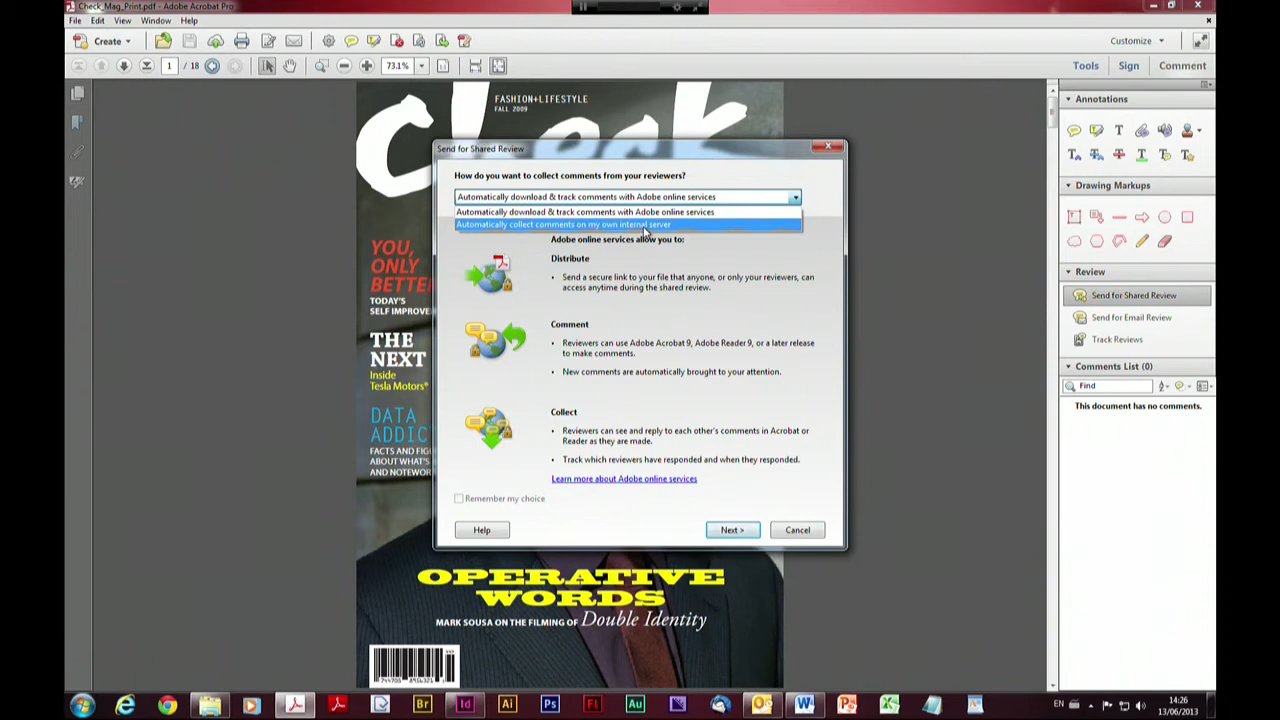 Check_Mag_Print.pdf - Adobe Acrobat Pro
File Edit View Window Help
Create
Customize
1 / 18
73.1%
Tools Sign Comment
Check
FASHION+LIFESTYLE
FALL 2009
YOU,
ONLY
BETTE
TODAY'S
SELF IMPROVE
THE
NEXT
Inside
Tesla Motors*
DATA
ADDIC
FACTS AND FIG
ABOUT WHAT'S
AND NOTEWOR
Send for Shared Review
How do you want to collect comments from your reviewers?
Automatically download & track comments with Adobe online services
Automatically download & track comments with Adobe online services
Automatically collect comments on my own internal server
Adobe online services allow you to:
Distribute
• Send a secure link to your file that anyone, or only your reviewers, can
access anytime during the shared review.
Comment
• Reviewers can use Adobe Acrobat 9, Adobe Reader 9, or a later release
to make comments.
• New comments are automatically brought to your attention.
Collect
• Reviewers can see and reply to each other's comments in Acrobat or
Reader as they are made.
• Track which reviewers have responded and when they responded.
Learn more about Adobe online services
Remember my choice
Help
Next >
Cancel
OPERATIVE
WORDS
MARK SOUSA ON THE FILMING OF Double Identity
Annotations
Drawing Markups
Review
Send for Shared Review
Send for Email Review
Track Reviews
Comments List (0)
Find
This document has no comments.
Br Id Ai Ps Fl Au
EN
14:26
13/06/2013